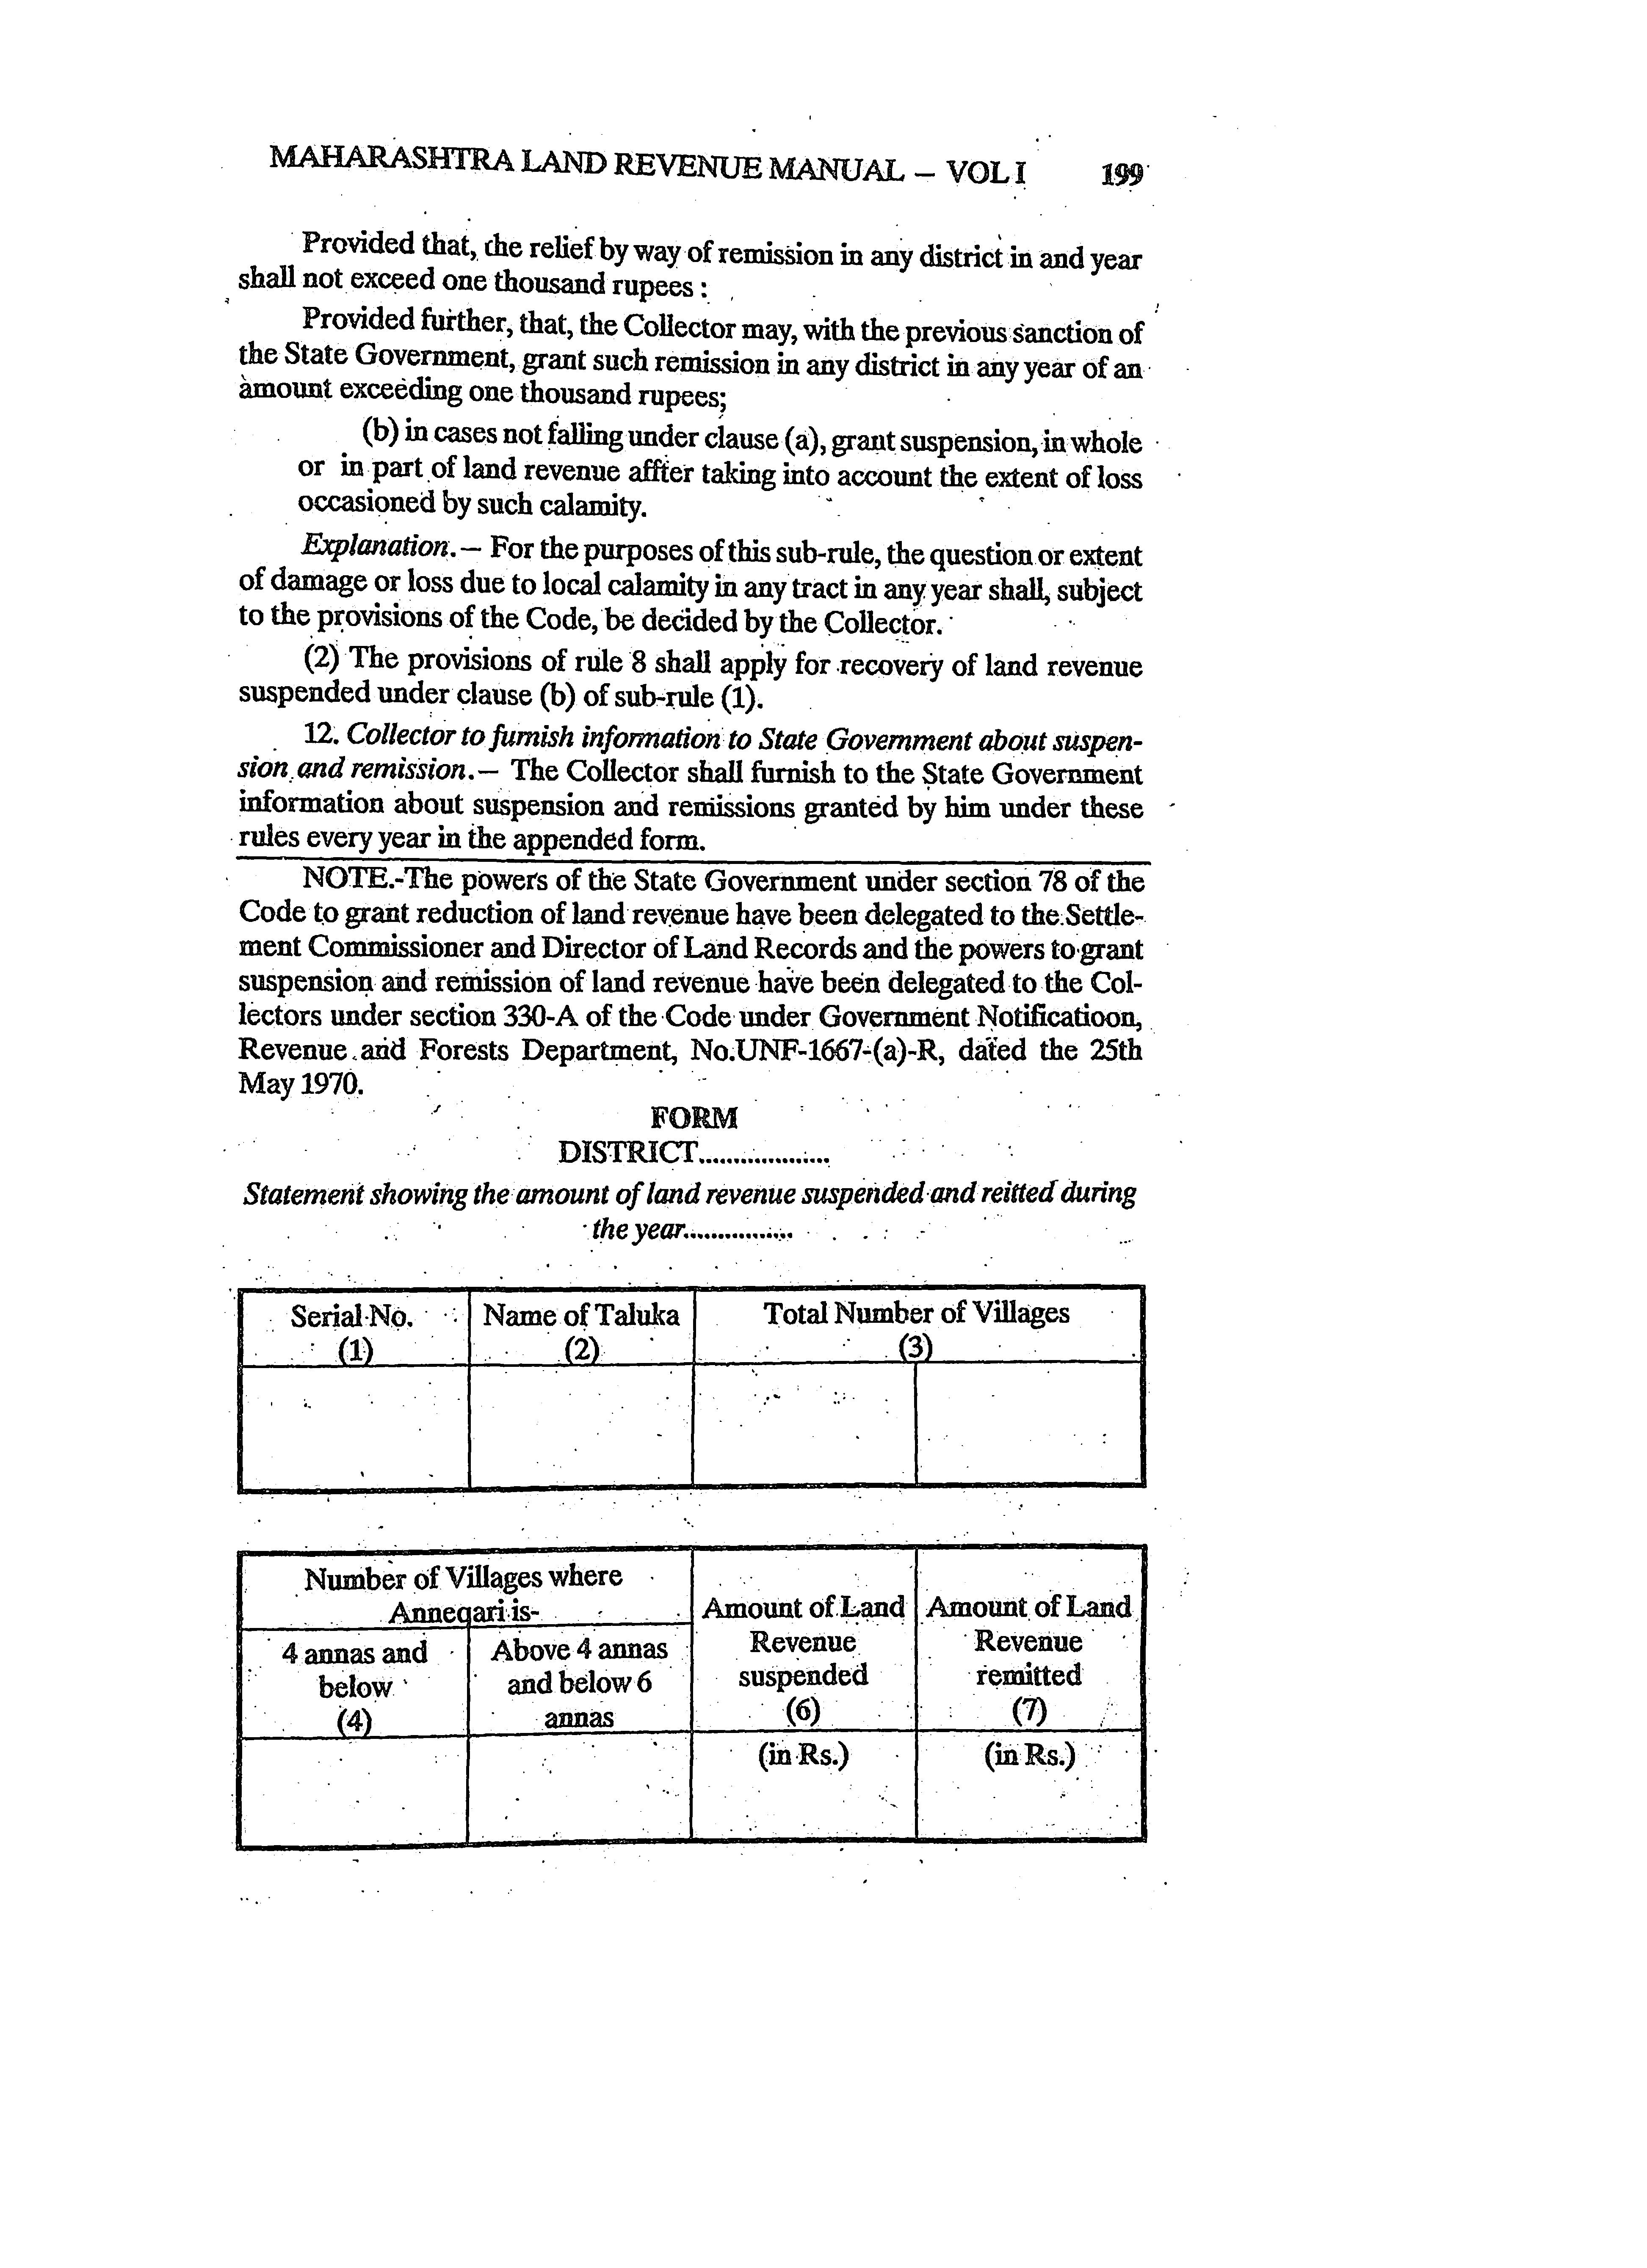 MAHARASHTRA LAND REVENUE MANUAL – VOL I 199
Provided that, the relief by way of remission in any district in and year
shall not exceed one thousand rupees :
Provided further, that, the Collector may, with the previous sanction of
the State Government, grant such remission in any district in any year of an
amount exceeding one thousand rupees;
(b) in cases not falling under clause (a), grant suspension, in whole
or in part of land revenue affter taking into account the extent of loss
occasioned by such calamity.
Explanation. – For the purposes of this sub-rule, the question or extent
of damage or loss due to local calamity in any tract in any year shall, subject
to the provisions of the Code, be decided by the Collector.
(2) The provisions of rule 8 shall apply for recovery of land revenue
suspended under clause (b) of sub-rule (1).
12. Collector to furnish information to State Government about suspen-
sion and remission. – The Collector shall furnish to the State Government
information about suspension and remissions granted by him under these
rules every year in the appended form.
NOTE.-The powers of the State Government under section 78 of the
Code to grant reduction of land revenue have been delegated to the Settle-
ment Commissioner and Director of Land Records and the powers to grant
suspension and remission of land revenue have been delegated to the Col-
lectors under section 330-A of the Code under Government Notificatioon,
Revenue and Forests Department, No.UNF-1667-(a)-R, dated the 25th
May 1970.
FORM
DISTRICT...................
Statement showing the amount of land revenue suspended and reitted during
the year................
Serial No. Name of Taluka Total Number of Villages
(1) (2) (3)
Number of Villages where
Anneqari is-
4 annas and
below
(4)
Above 4 annas
and below 6
annas
Amount of Land
Revenue
suspended
(6)
Amount of Land
Revenue
remitted
(7)
(in Rs.) (in Rs.)